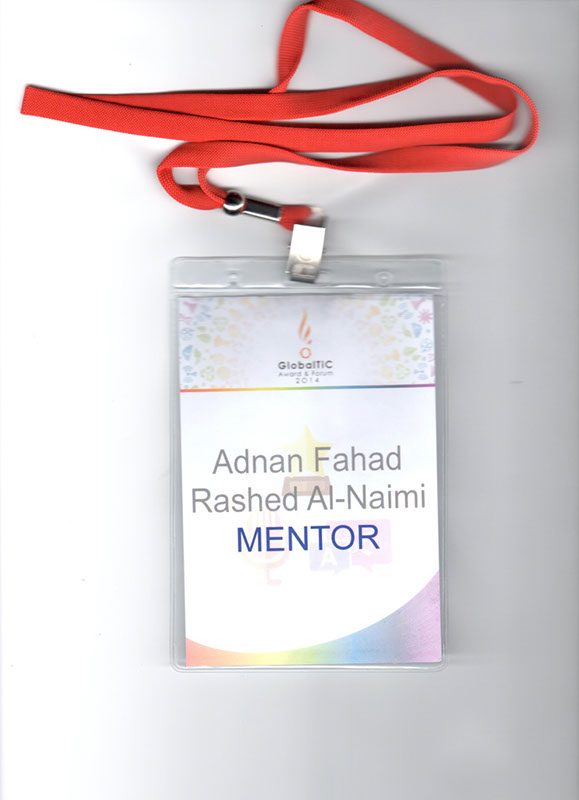 GlobalTiC
Award & Forum
2014
Adnan Fahad
Rashed Al-Naimi
MENTOR
A